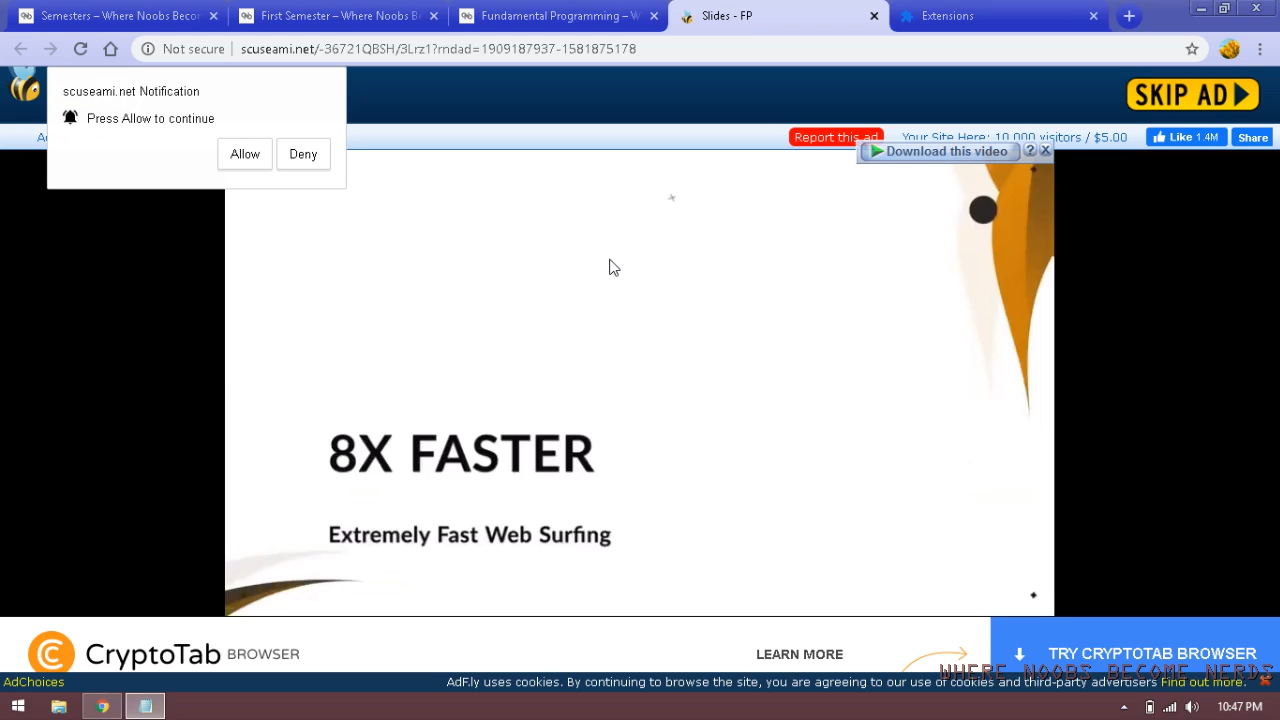 Semesters – Where Noobs Becor
First Semester – Where Noobs B
Fundamental Programming – W
Slides - FP
Extensions
Not secure
scuseami.net/-36721QBSH/3Lrz1?rndad=1909187937-1581875178
scuseami.net Notification
Press Allow to continue
Allow
Deny
SKIP AD
Report this ad
Your Site Here: 10,000 visitors / $5.00
Like 1.4M
Share
Download this video
?
8X FASTER
Extremely Fast Web Surfing
CryptoTab BROWSER
LEARN MORE
TRY CRYPTOTAB BROWSER
WHERE NOOBS BECOME NERDS
AdChoices
AdF.ly uses cookies. By continuing to browse the site, you are agreeing to our use of cookies and third-party advertisers Find out more.
10:47 PM